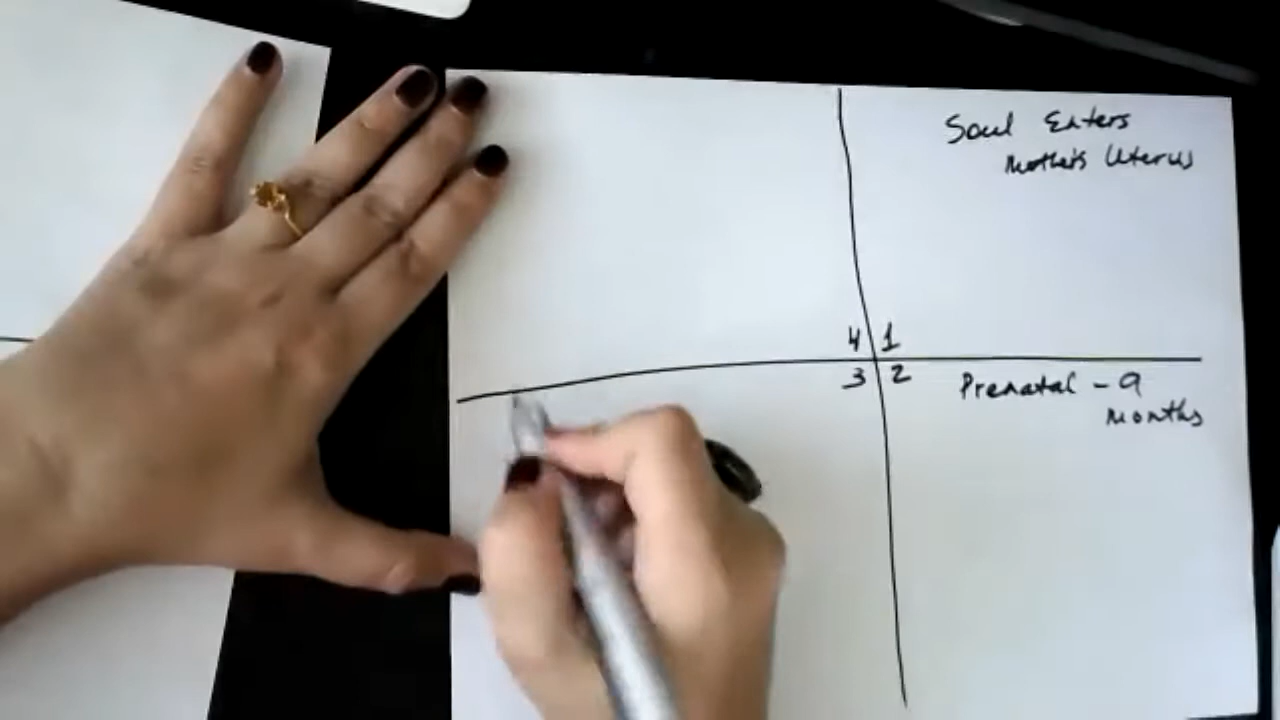 Soul Enters
Mother's Uterus
4 1
3 2
Prenatal - 9
Months